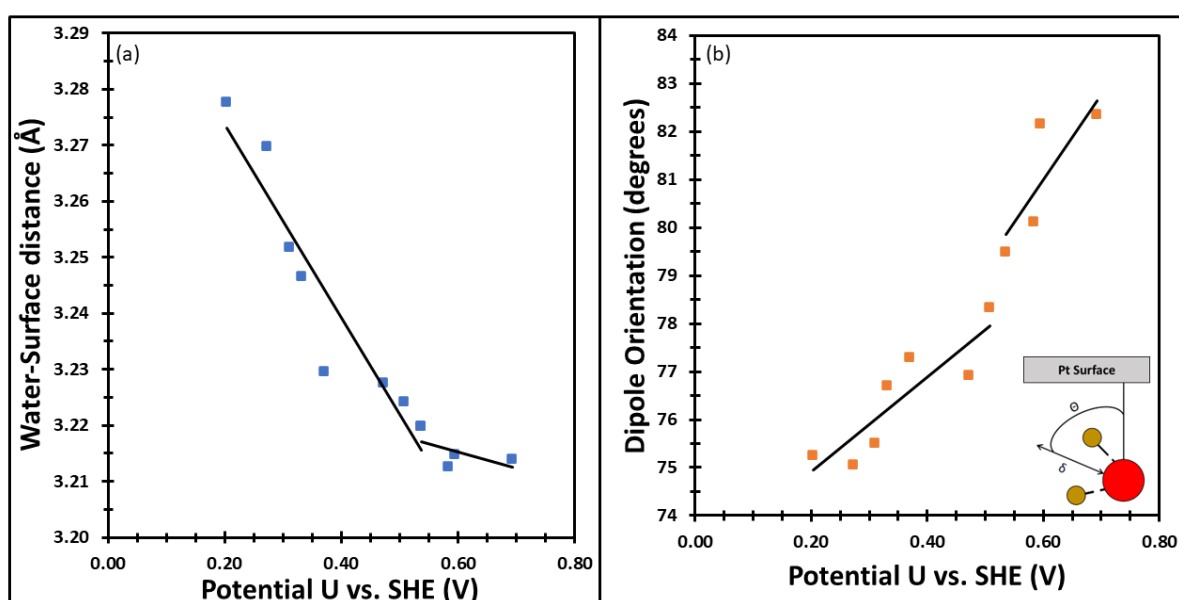 (a)
Water-Surface distance (Å)
3.29
3.28
3.27
3.26
3.25
3.24
3.23
3.22
3.21
3.20
0.00 0.20 0.40 0.60 0.80
Potential U vs. SHE (V)
(b)
Dipole Orientation (degrees)
84
83
82
81
80
79
78
77
76
75
74
Pt Surface
Θ
δ
0.00 0.20 0.40 0.60 0.80
Potential U vs. SHE (V)